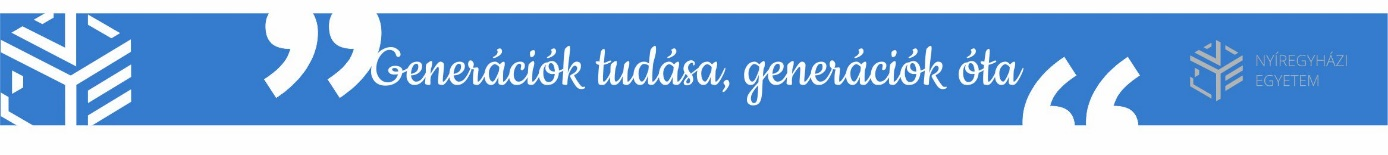 „Generációk tudása, generációk óta“
NYÍREGYHÁZI
EGYETEM